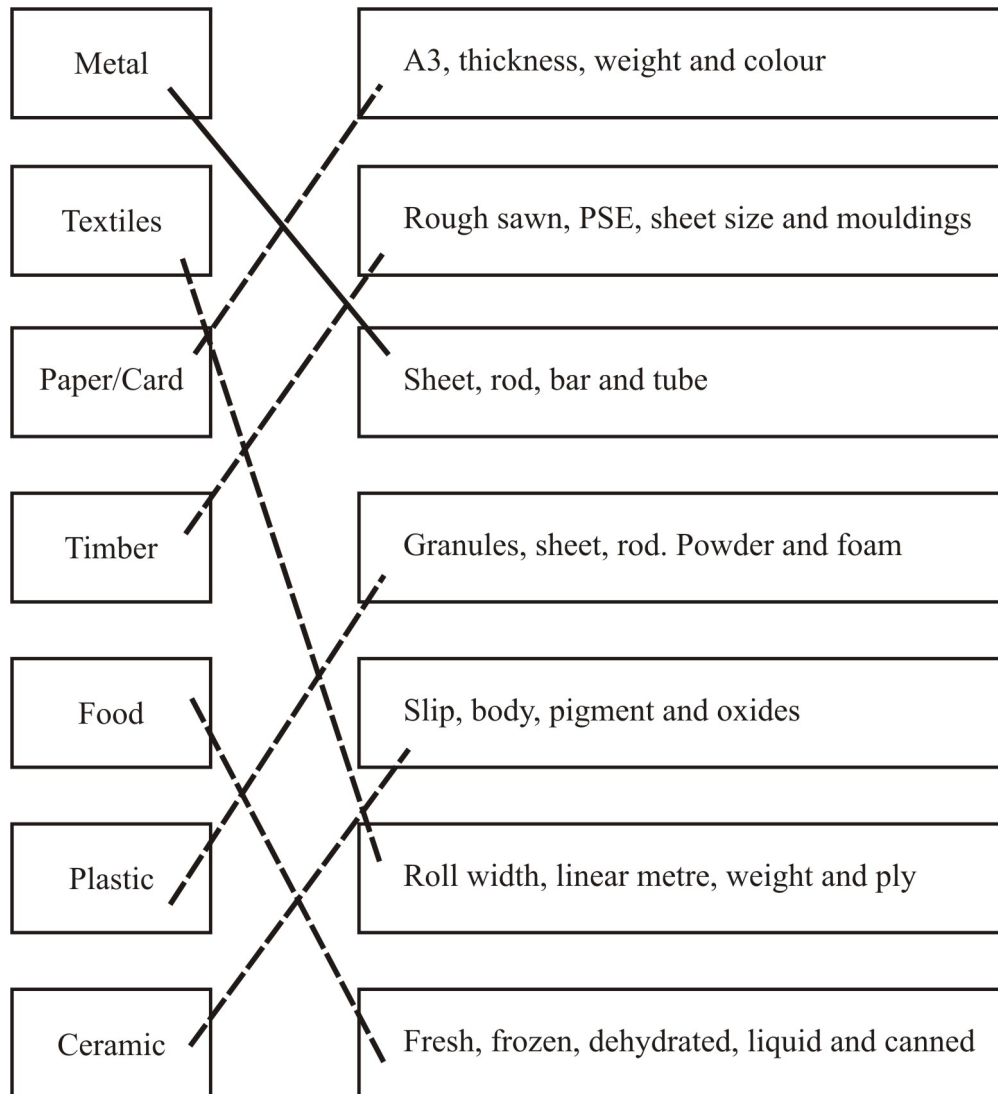 Metal
A3, thickness, weight and colour
Textiles
Rough sawn, PSE, sheet size and mouldings
Paper/Card
Sheet, rod, bar and tube
Timber
Granules, sheet, rod. Powder and foam
Food
Slip, body, pigment and oxides
Plastic
Roll width, linear metre, weight and ply
Ceramic
Fresh, frozen, dehydrated, liquid and canned